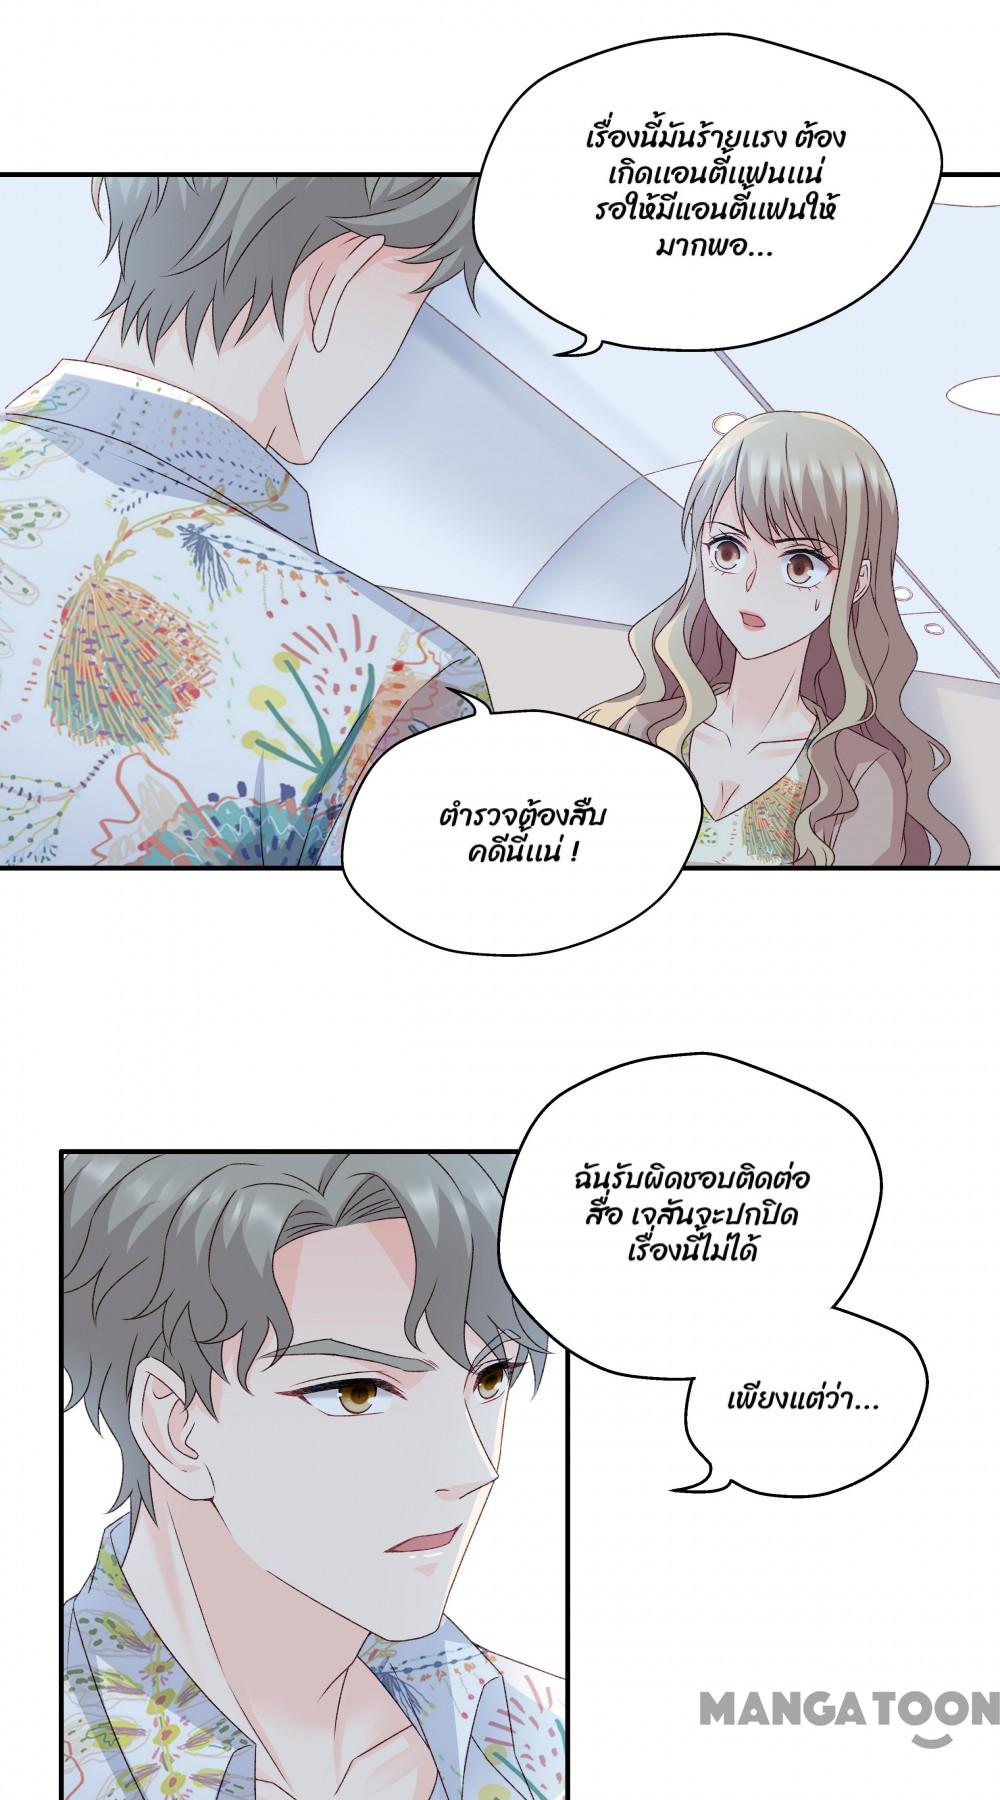 เรื่องนี้มันร้ายแรง ต้อง
เกิดแอนตี้แฟนแน่
รอให้มีแอนตี้แฟนให้
มากพอ...
ตำรวจต้องสืบ
คดีนี้แน่ !
ฉันรับผิดชอบติดต่อ
สื่อ เจสันจะปกปิด
เรื่องนี้ไม่ได้
เพียงแต่ว่า...
MANGATOON